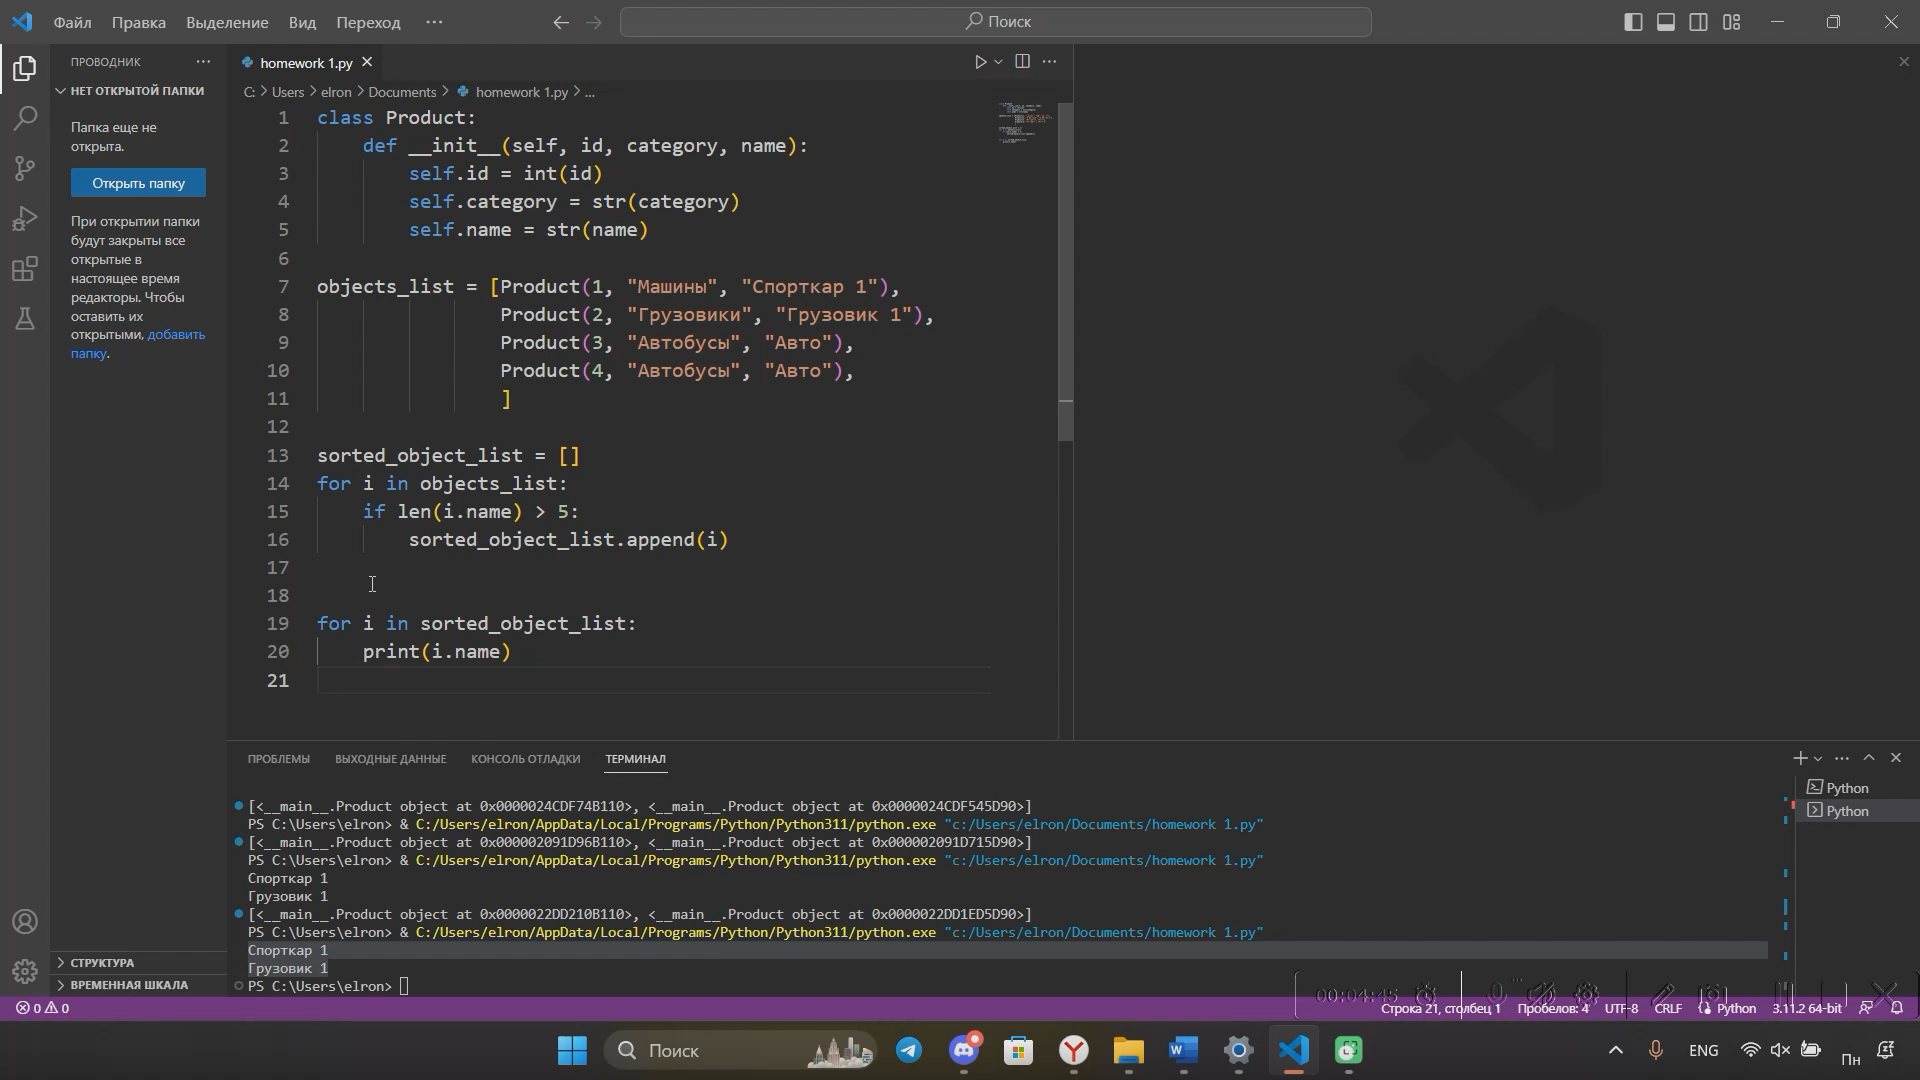 Файл Правка Выделение Вид Переход ··· Поиск
ПРОВОДНИК ···
НЕТ ОТКРЫТОЙ ПАПКИ
Папка еще не
открыта.
Открыть папку
При открытии папки
будут закрыты все
открытые в
настоящее время
редакторы. Чтобы
оставить их
открытыми, добавить
папку.
СТРУКТУРА
ВРЕМЕННАЯ ШКАЛА
homework 1.py
C: > Users > elron > Documents > homework 1.py > ...
1 class Product:
2     def __init__(self, id, category, name):
3         self.id = int(id)
4         self.category = str(category)
5         self.name = str(name)
6
7 objects_list = [Product(1, "Машины", "Спорткар 1"),
8                 Product(2, "Грузовики", "Грузовик 1"),
9                 Product(3, "Автобусы", "Авто"),
10                 Product(4, "Автобусы", "Авто"),
11                 ]
12
13 sorted_object_list = []
14 for i in objects_list:
15     if len(i.name) > 5:
16         sorted_object_list.append(i)
17
18
19 for i in sorted_object_list:
20     print(i.name)
21
ПРОБЛЕМЫ ВЫХОДНЫЕ ДАННЫЕ КОНСОЛЬ ОТЛАДКИ ТЕРМИНАЛ
[<__main__.Product object at 0x0000024CDF74B110>, <__main__.Product object at 0x0000024CDF545D90>]
PS C:\Users\elron> & C:/Users/elron/AppData/Local/Programs/Python/Python311/python.exe "c:/Users/elron/Documents/homework 1.py"
[<__main__.Product object at 0x000002091D96B110>, <__main__.Product object at 0x000002091D715D90>]
PS C:\Users\elron> & C:/Users/elron/AppData/Local/Programs/Python/Python311/python.exe "c:/Users/elron/Documents/homework 1.py"
Спорткар 1
Грузовик 1
[<__main__.Product object at 0x0000022DD210B110>, <__main__.Product object at 0x0000022DD1ED5D90>]
PS C:\Users\elron> & C:/Users/elron/AppData/Local/Programs/Python/Python311/python.exe "c:/Users/elron/Documents/homework 1.py"
Спорткар 1
Грузовик 1
PS C:\Users\elron>
Python
Python
00:04:45
0 0 Строка 21, столбец 1 Пробелов: 4 UTF-8 CRLF Python 3.11.2 64-bit
Поиск ENG Пн